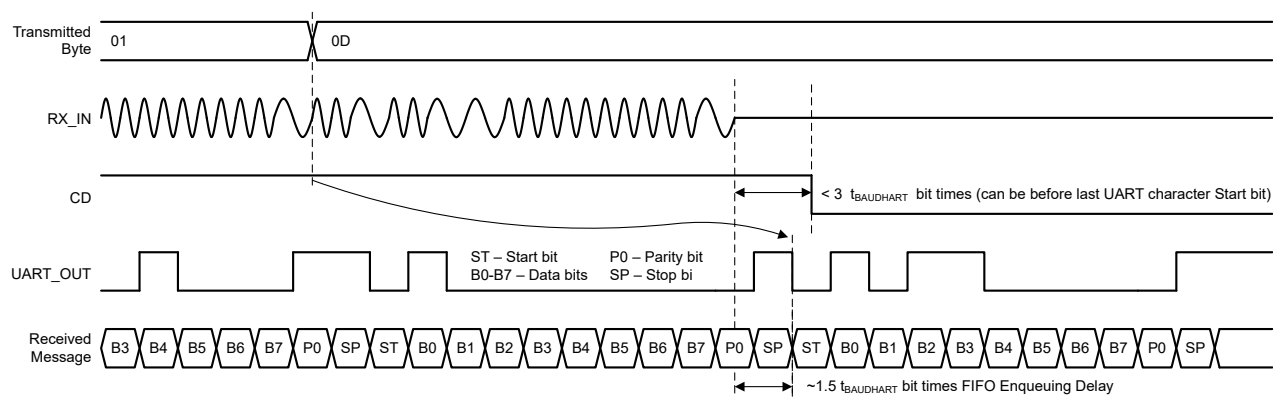 Transmitted
Byte
01
0D
RX_IN
CD
< 3 tBAUDHART bit times (can be before last UART character Start bit)
UART_OUT
ST – Start bit P0 – Parity bit
B0-B7 – Data bits SP – Stop bi
Received
Message
B3 B4 B5 B6 B7 P0 SP ST B0 B1 B2 B3 B4 B5 B6 B7 P0 SP ST B0 B1 B2 B3 B4 B5 B6 B7 P0 SP
~1.5 tBAUDHART bit times FIFO Enqueuing Delay